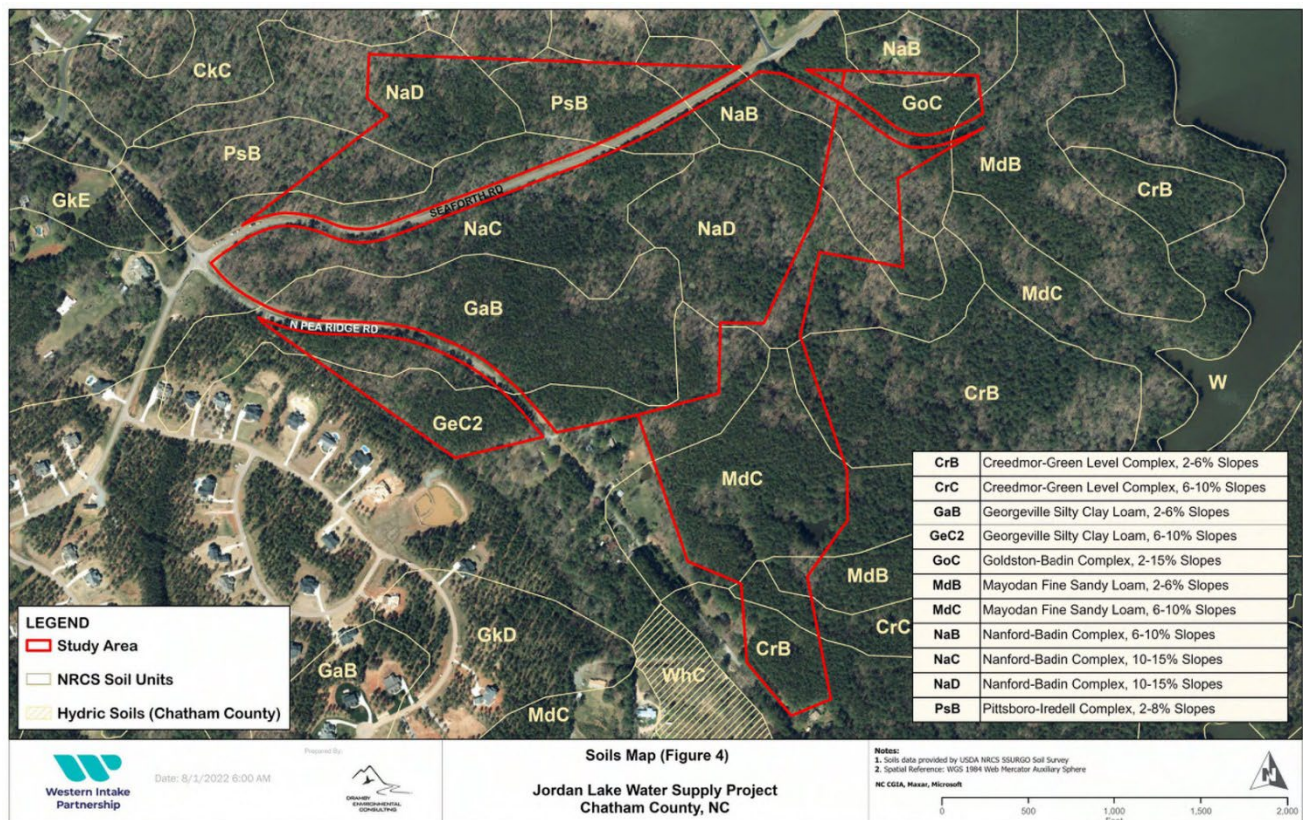 NaB
CkC
NaD
PsB
GoC
NaB
PsB
MdB
CrB
GkE
SEAFORTH RD
NaC
NaD
MdC
GaB
N PEA RIDGE RD
CrB
W
GeC2
MdC
MdB
CrC
GkD
CrB
GaB
WhC
MdC
CrB Creedmor-Green Level Complex, 2-6% Slopes
CrC Creedmor-Green Level Complex, 6-10% Slopes
GaB Georgeville Silty Clay Loam, 2-6% Slopes
GeC2 Georgeville Silty Clay Loam, 6-10% Slopes
GoC Goldston-Badin Complex, 2-15% Slopes
MdB Mayodan Fine Sandy Loam, 2-6% Slopes
MdC Mayodan Fine Sandy Loam, 6-10% Slopes
NaB Nanford-Badin Complex, 6-10% Slopes
NaC Nanford-Badin Complex, 10-15% Slopes
NaD Nanford-Badin Complex, 10-15% Slopes
PsB Pittsboro-Iredell Complex, 2-8% Slopes
LEGEND
Study Area
NRCS Soil Units
Hydric Soils (Chatham County)
Western Intake
Partnership
Date: 8/1/2022 6:00 AM
Prepared By:
ENVIRONMENTAL
CONSULTING
Soils Map (Figure 4)
Jordan Lake Water Supply Project
Chatham County, NC
Notes:
1. Soils data provided by USDA NRCS SSURGO Soil Survey
2. Spatial Reference: WGS 1984 Web Mercator Auxiliary Sphere
NC CGIA, Maxar, Microsoft
N
0 500 1,000 1,500 2,000
Feet